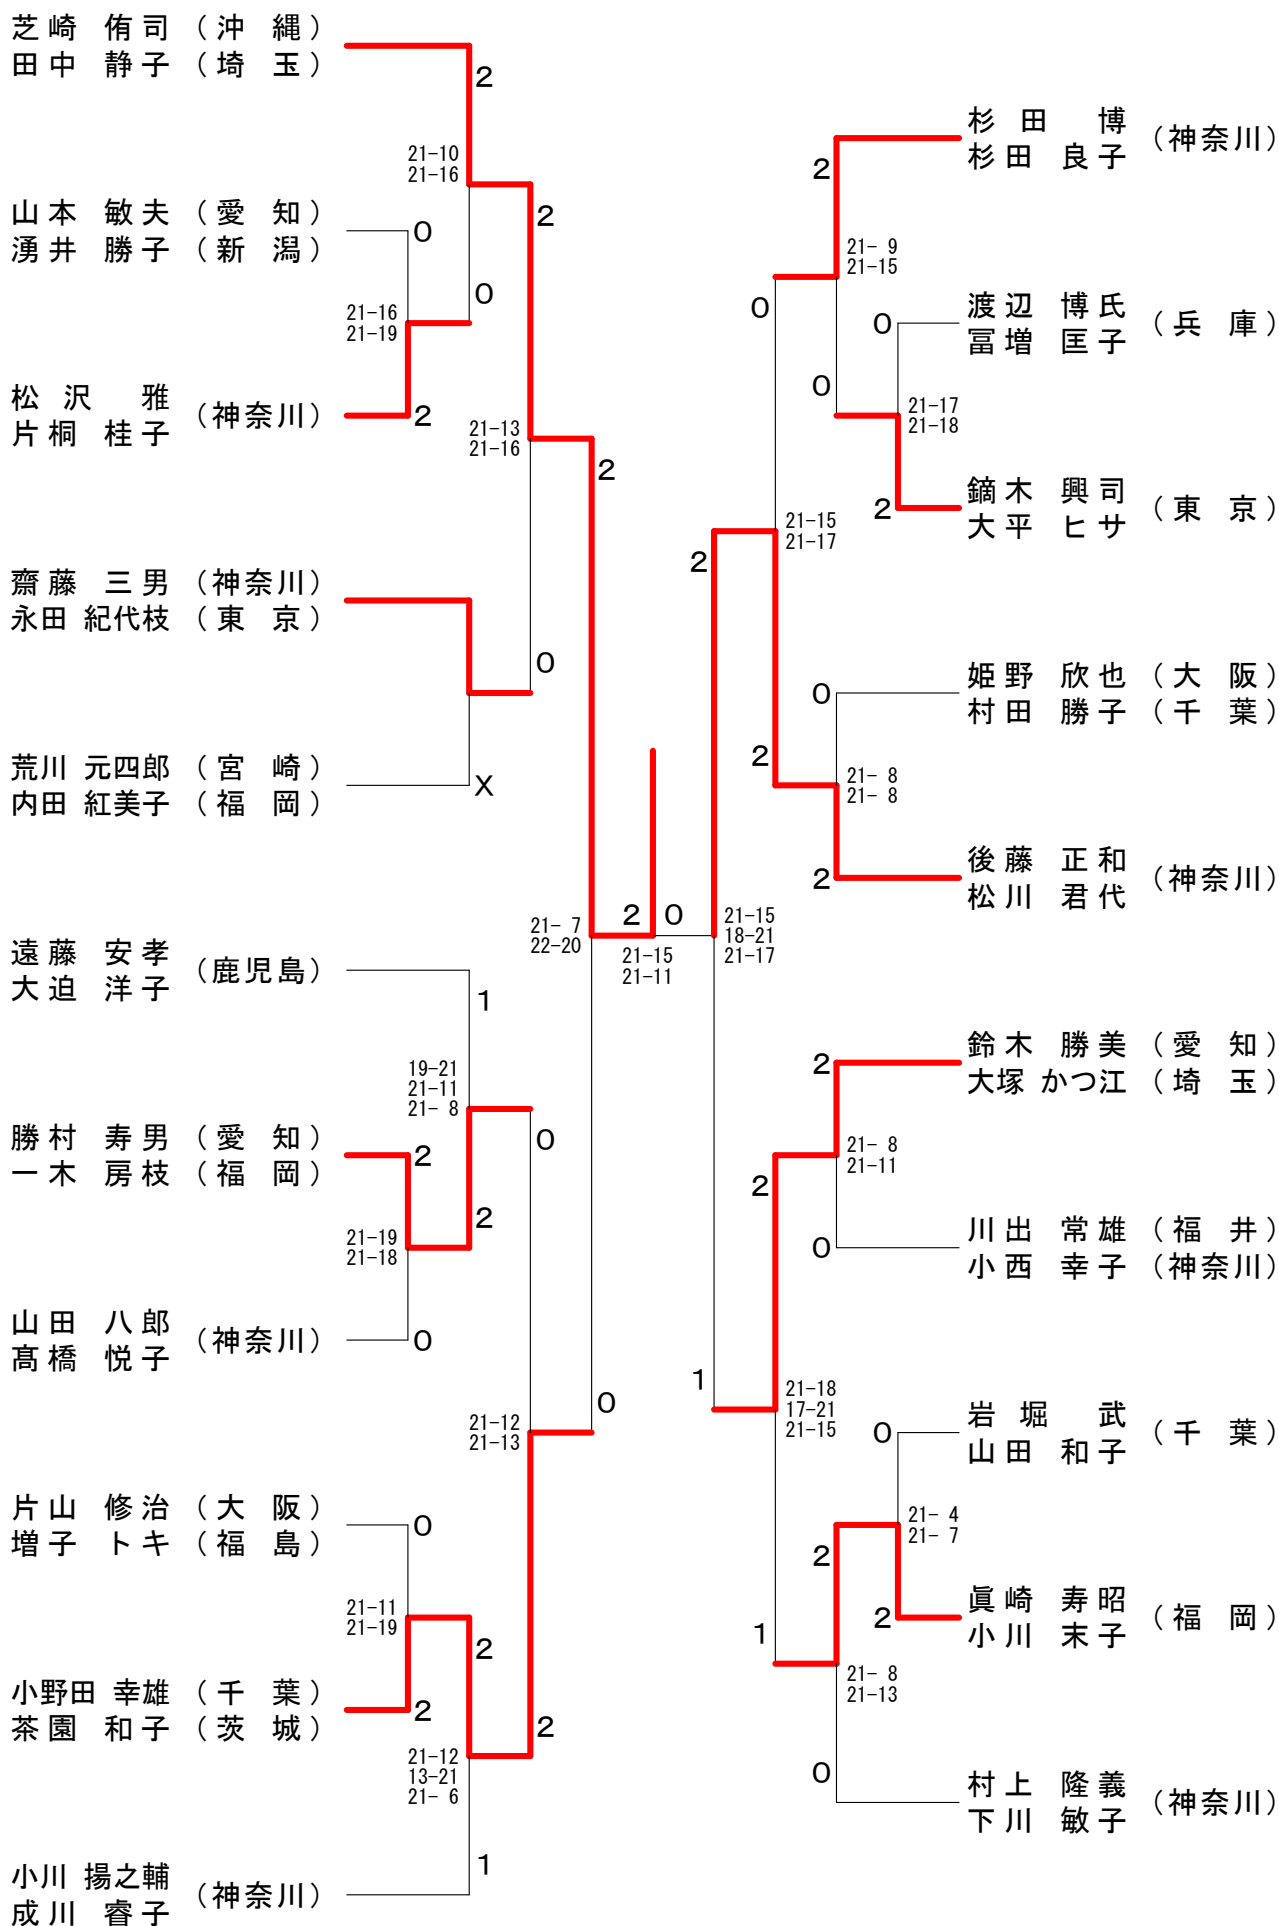 芝崎 侑司 （沖 縄）
田中 静子 （埼 玉）
2
21-10
21-16
2
山本 敏夫 （愛 知）
湧井 勝子 （新 潟）
0
0
21-16
21-19
松沢 雅
片桐 桂子
（神奈川）
2
21-13
21-16
2
齋藤 三男 （神奈川）
永田 紀代枝 （東 京）
0
荒川 元四郎 （宮 崎）
内田 紅美子 （福 岡）
X
21- 7
22-20
2
0
21-15
21-11
遠藤 安孝
大迫 洋子
（鹿児島）
1
19-21
21-11
21- 8
0
勝村 寿男 （愛 知）
一木 房枝 （福 岡）
2
2
21-19
21-18
山田 八郎
髙橋 悦子
（神奈川）
0
21-12
21-13
0
片山 修治 （大 阪）
増子 トキ （福 島）
0
21-11
21-19
2
小野田 幸雄 （千 葉）
茶園 和子 （茨 城）
2
2
21-12
13-21
21- 6
小川 揚之輔
成川 睿子
（神奈川）
1
杉田 博
杉田 良子
（神奈川）
2
21- 9
21-15
0
渡辺 博氏
冨増 匡子
（兵 庫）
0
0
21-17
21-18
鏑木 興司
大平 ヒサ
（東 京）
2
21-15
21-17
2
姫野 欣也 （大 阪）
村田 勝子 （千 葉）
0
2
21- 8
21- 8
後藤 正和
松川 君代
（神奈川）
2
21-15
18-21
21-17
鈴木 勝美 （愛 知）
大塚 かつ江 （埼 玉）
2
21- 8
21-11
2
川出 常雄 （福 井）
小西 幸子 （神奈川）
0
1
21-18
17-21
21-15
岩堀 武
山田 和子
（千 葉）
0
21- 4
21- 7
2
眞崎 寿昭
小川 末子
（福 岡）
2
1
21- 8
21-13
村上 隆義
下川 敏子
（神奈川）
0